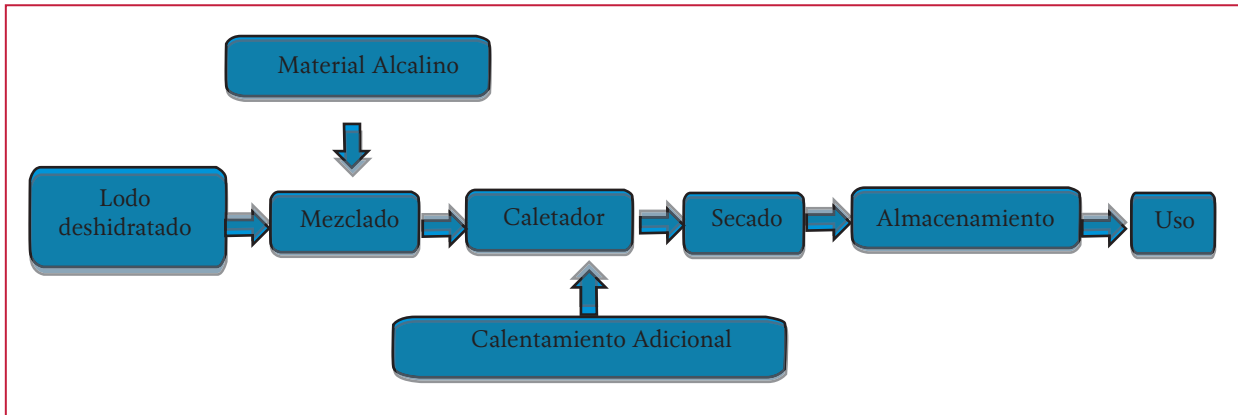 Material Alcalino
Lodo
deshidratado
Mezclado
Caletador
Secado
Almacenamiento
Uso
Calentamiento Adicional